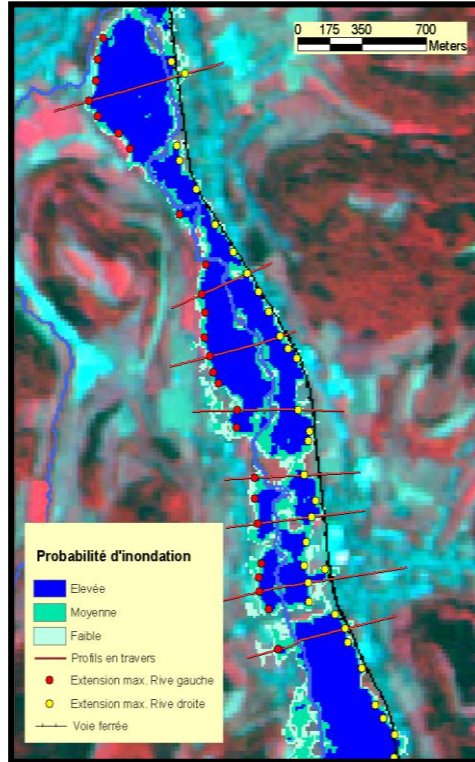 0 175 350 700
Meters
Probabilité d'inondation
Elevée
Moyenne
Faible
Profils en travers
Extension max. Rive gauche
Extension max. Rive droite
Voie ferrée